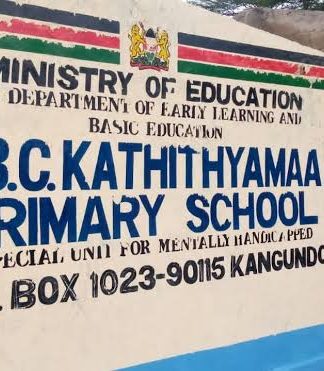 MINISTRY OF EDUCATION
DEPARTMENT OF EARLY LEARNING AND
BASIC EDUCATION
B.C. KATHITHYAMAA
RIMARY SCHOOL
SPECIAL UNIT FOR MENTALLY HANDICAPPED
. BOX 1023-90115 KANGUNDO